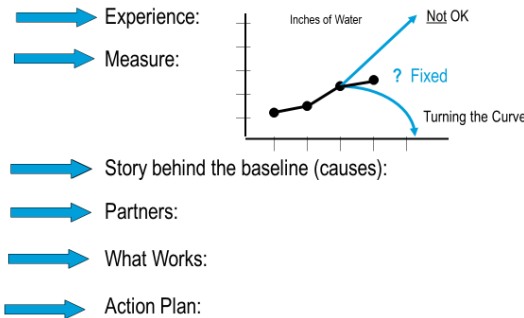 Experience:
Inches of Water
Not OK
Measure:
? Fixed
Turning the Curve
Story behind the baseline (causes):
Partners:
What Works:
Action Plan: